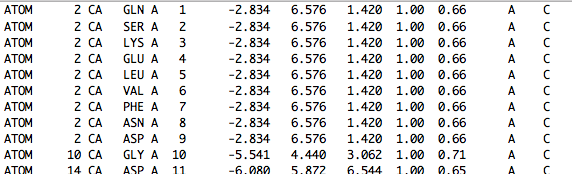 ATOM 2 CA GLN A 1 -2.834 6.576 1.420 1.00 0.66 A C
ATOM 2 CA SER A 2 -2.834 6.576 1.420 1.00 0.66 A C
ATOM 2 CA LYS A 3 -2.834 6.576 1.420 1.00 0.66 A C
ATOM 2 CA GLU A 4 -2.834 6.576 1.420 1.00 0.66 A C
ATOM 2 CA LEU A 5 -2.834 6.576 1.420 1.00 0.66 A C
ATOM 2 CA VAL A 6 -2.834 6.576 1.420 1.00 0.66 A C
ATOM 2 CA PHE A 7 -2.834 6.576 1.420 1.00 0.66 A C
ATOM 2 CA ASN A 8 -2.834 6.576 1.420 1.00 0.66 A C
ATOM 2 CA ASP A 9 -2.834 6.576 1.420 1.00 0.66 A C
ATOM 10 CA GLY A 10 -5.541 4.440 3.062 1.00 0.71 A C
ATOM 14 CA ASP A 11 -6.080 5.872 6.544 1.00 0.65 A C